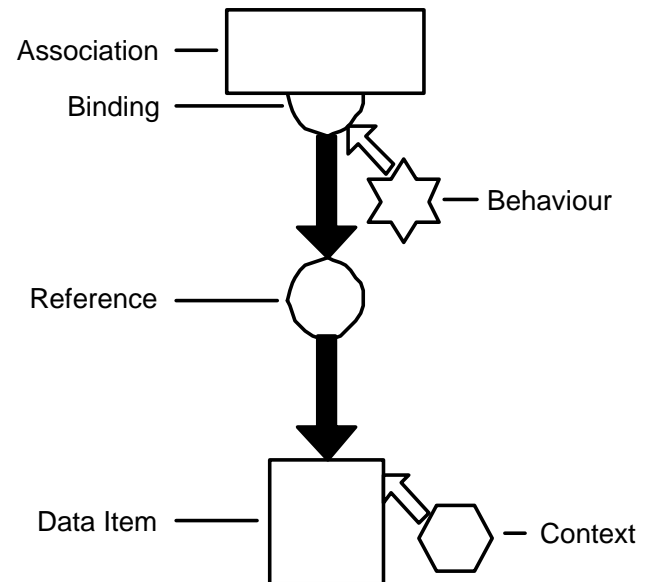 Association
Binding
Behaviour
Reference
Data Item
Context